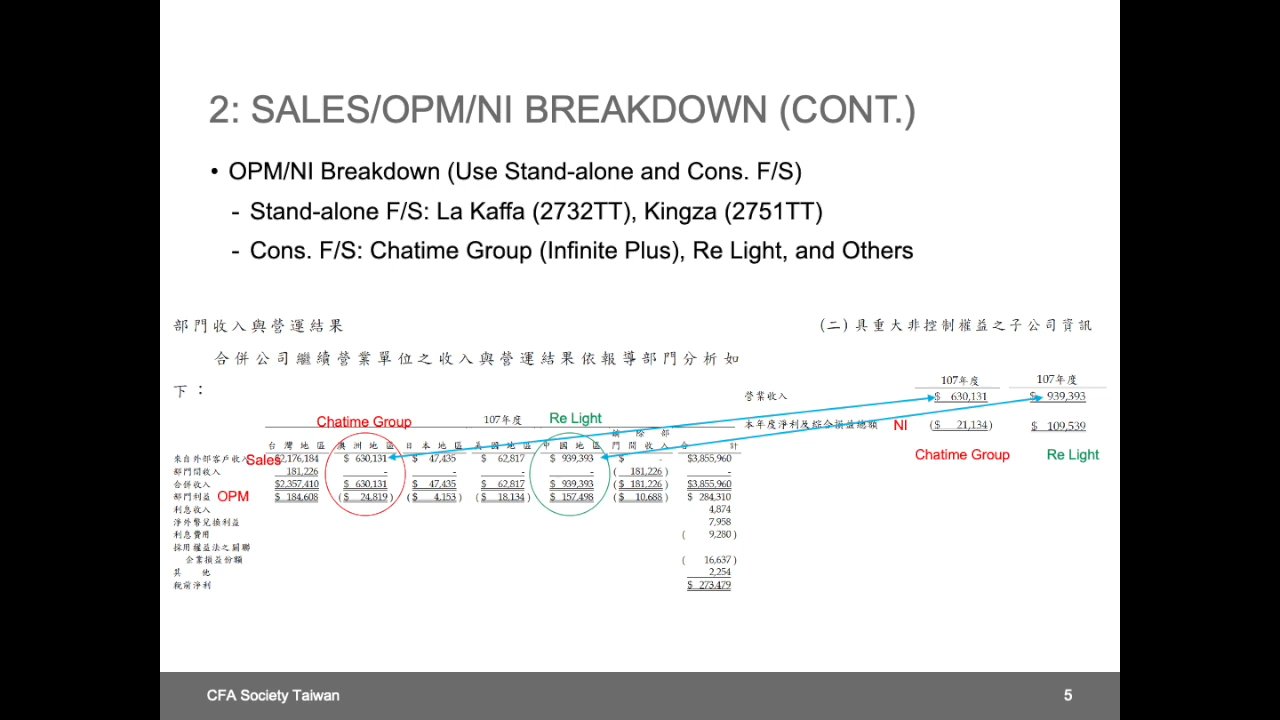 2: SALES/OPM/NI BREAKDOWN (CONT.)
• OPM/NI Breakdown (Use Stand-alone and Cons. F/S)
- Stand-alone F/S: La Kaffa (2732TT), Kingza (2751TT)
- Cons. F/S: Chatime Group (Infinite Plus), Re Light, and Others
部門收入與營運結果
合併公司繼續營業單位之收入與營運結果依報導部門分析如
下：
Chatime Group 107年度 Re Light
台灣地區 澳洲地區 日本地區 美國地區 中國地區 調除部門間收入 合計
來自外部客戶收入 Sales $2,176,184 $ 630,131 $ 47,435 $ 62,817 $ 939,393 $ - $3,855,960
部門間收入 181,226 - - - - ( 181,226 ) -
合併收入 $2,357,410 $ 630,131 $ 47,435 $ 62,817 $ 939,393 ($ 181,226 ) $3,855,960
部門利益 OPM $ 184,608 ($ 24,819 ) ($ 4,153 ) ($ 18,134 ) $ 157,498 ($ 10,688 ) $ 284,310
利息收入 4,874
淨外幣兌換利益 7,958
利息費用 ( 9,280 )
採用權益法之關聯
企業損益份額 ( 16,637 )
其他 2,254
稅前淨利 $ 273,479
(二) 具重大非控制權益之子公司資訊
107年度 107年度
營業收入 $ 630,131 $ 939,393
本年度淨利及綜合損益總額 NI ($ 21,134) $ 109,539
Chatime Group Re Light
CFA Society Taiwan 5